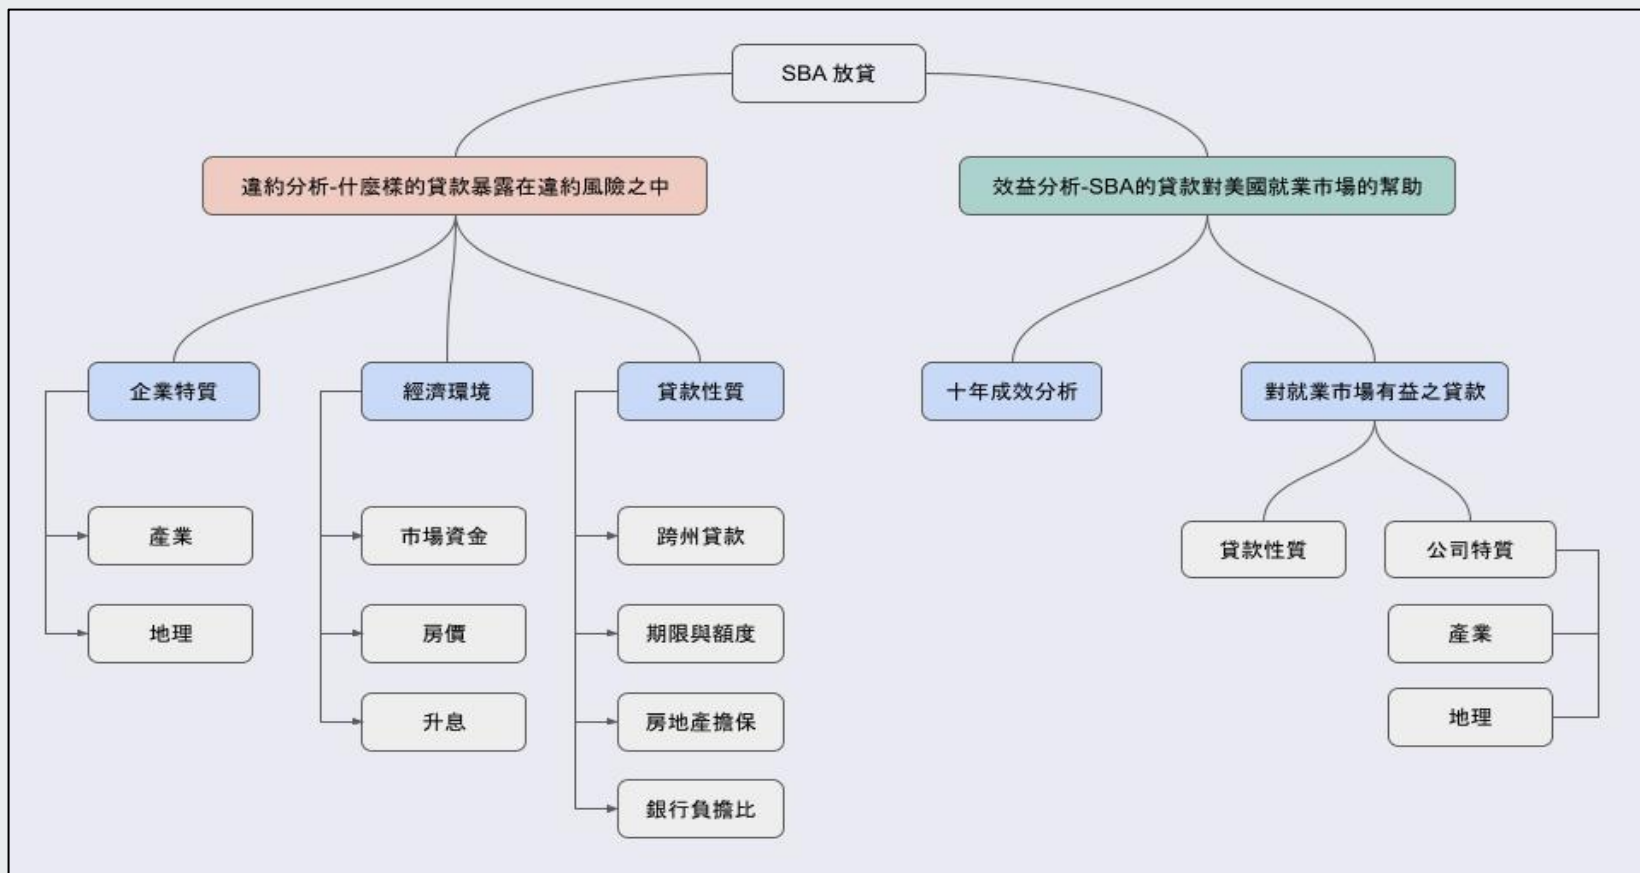 SBA 放貸
違約分析-什麼樣的貸款暴露在違約風險之中
效益分析-SBA的貸款對美國就業市場的幫助
企業特質
經濟環境
貸款性質
十年成效分析
對就業市場有益之貸款
產業
市場資金
跨州貸款
貸款性質
公司特質
地理
房價
期限與額度
產業
升息
房地產擔保
地理
銀行負擔比